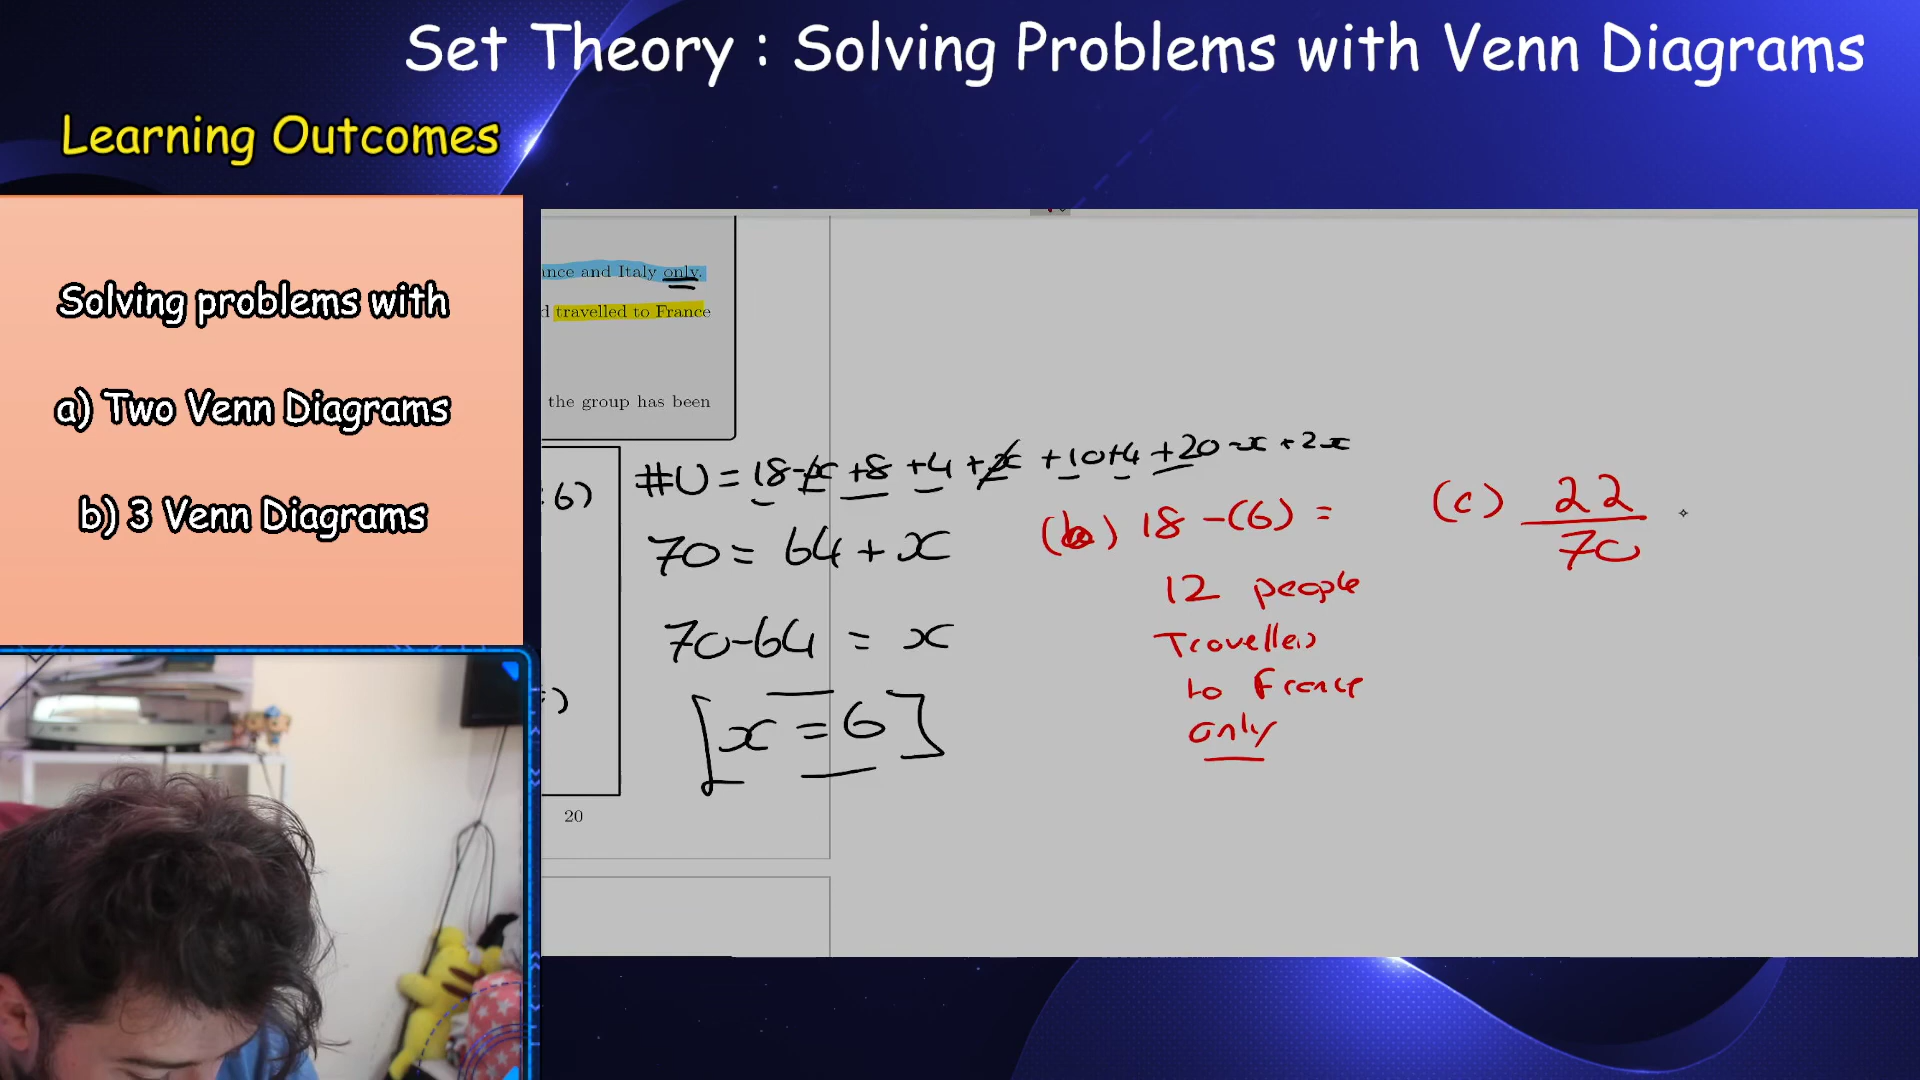 Set Theory : Solving Problems with Venn Diagrams
Learning Outcomes
Solving problems with
a) Two Venn Diagrams
b) 3 Venn Diagrams
ance and Italy only.
d travelled to France
the group has been
6)
)
20
#U = 18-x +8 +4 +x +10+4 +20-x +2x
70 = 64 + x
70-64 = x
[x = 6]
(b) 18 -(6) =
12 people
Travelled
to France
only
(c) 22
70